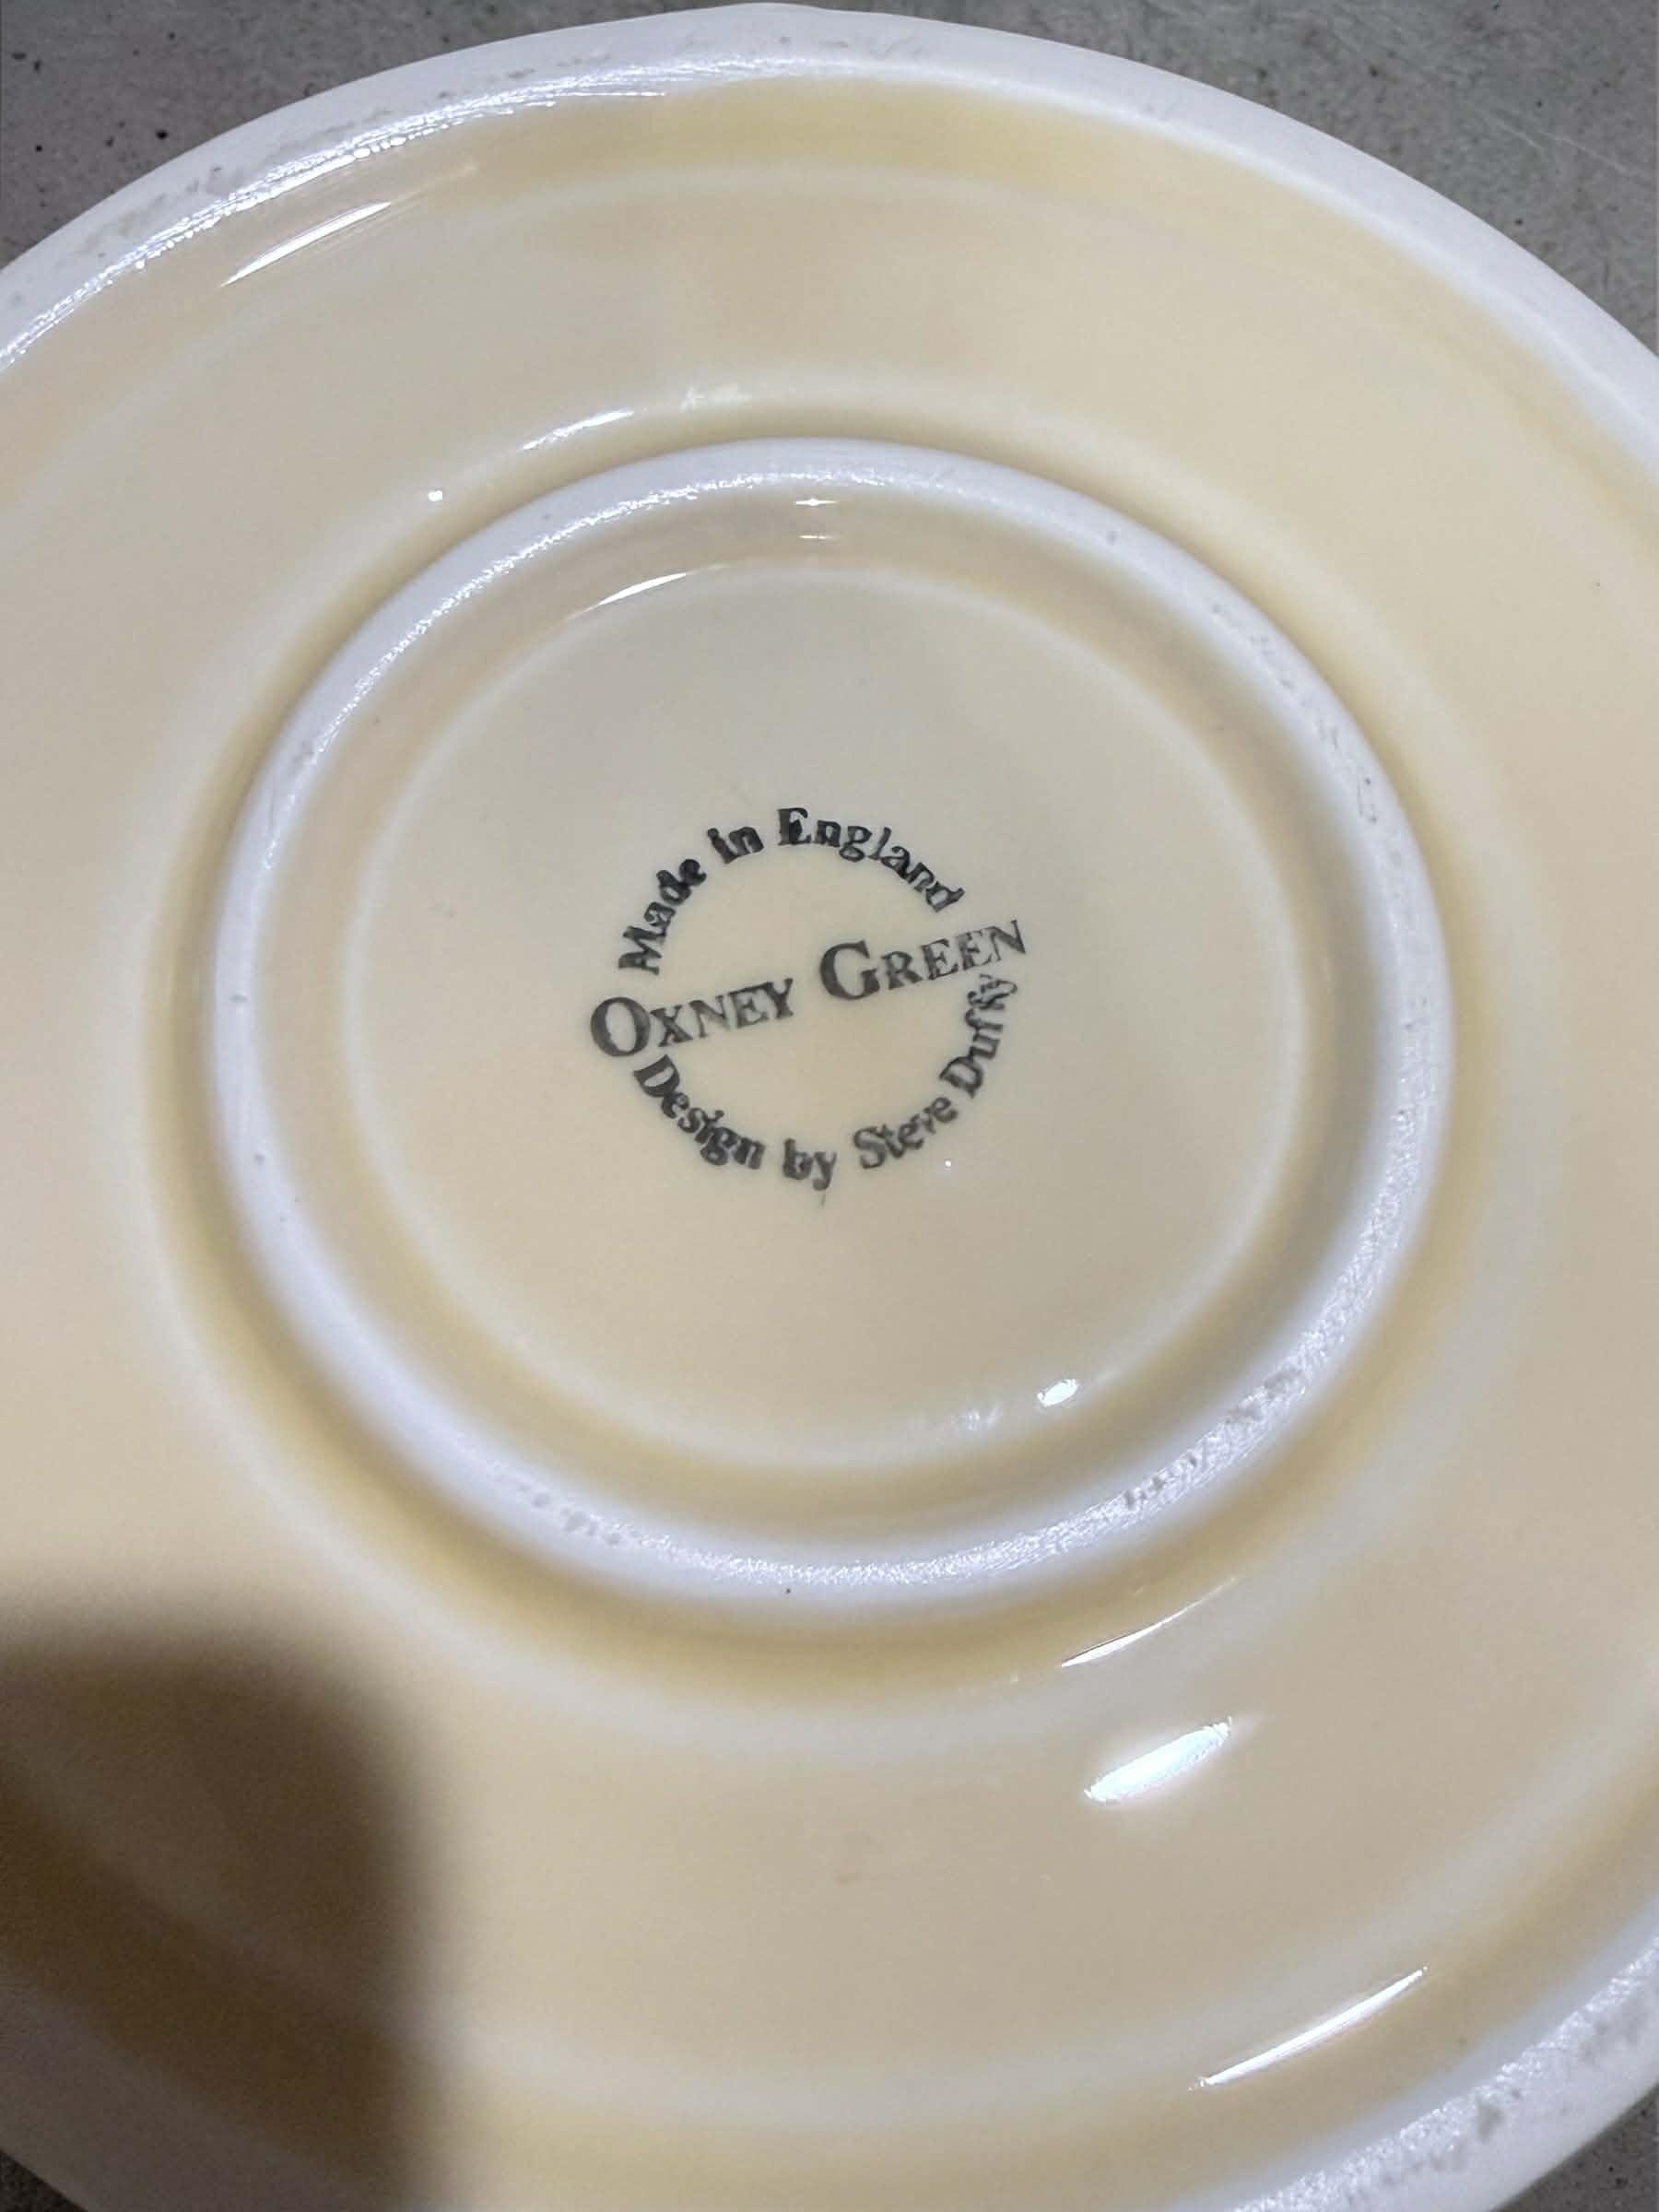 Made in England
OXNEY GREEN
Design by Steve Duffy